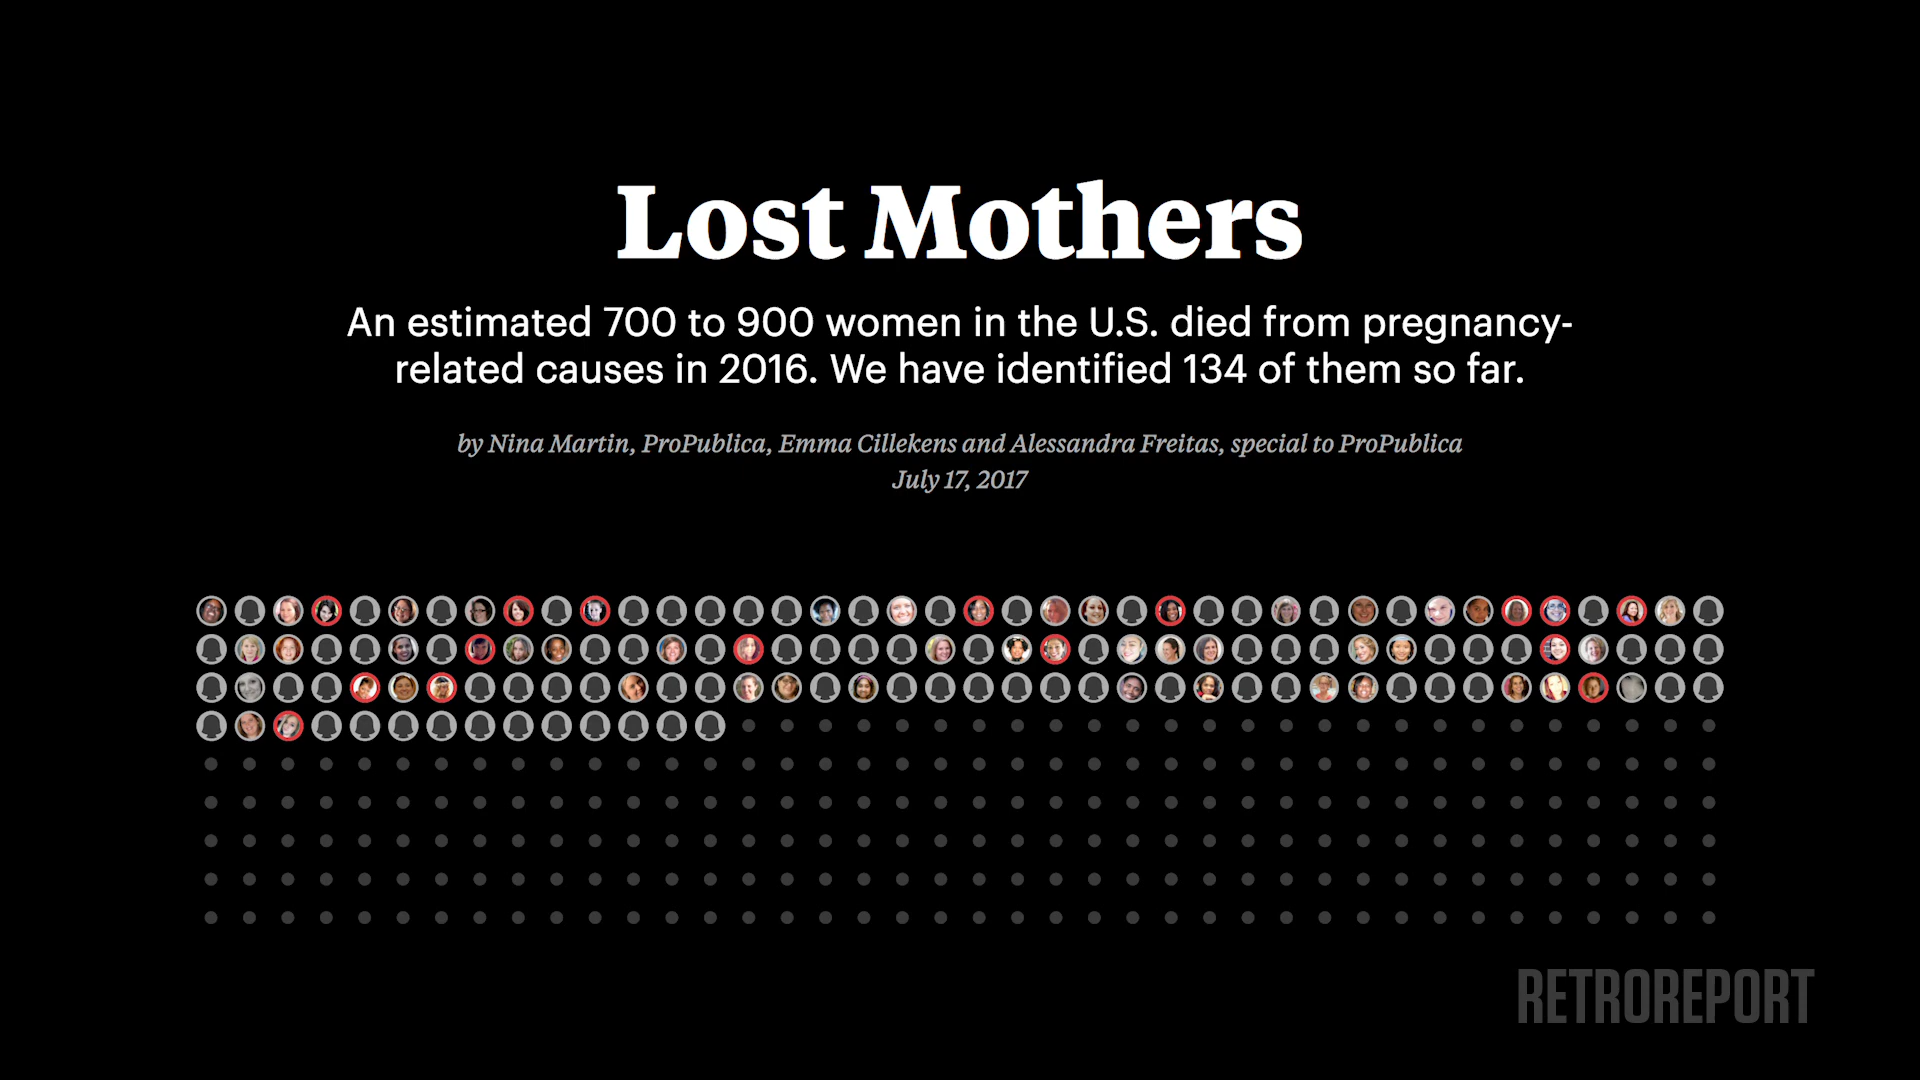 Lost Mothers
An estimated 700 to 900 women in the U.S. died from pregnancy-
related causes in 2016. We have identified 134 of them so far.
by Nina Martin, ProPublica, Emma Cillekens and Alessandra Freitas, special to ProPublica
July 17, 2017
RETROREPORT